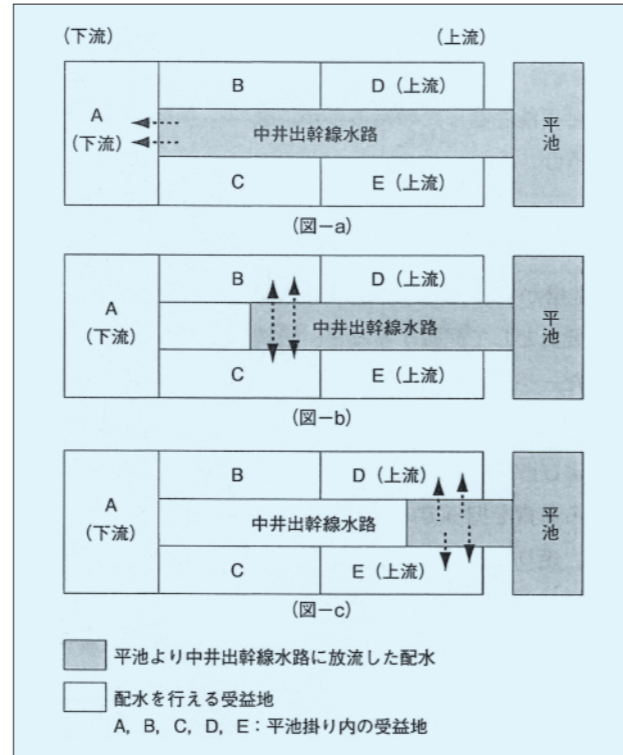 (下流) (上流)
B D(上流)
A
(下流)
中井出幹線水路
平池
C E(上流)
(図−a)
B D(上流)
A
(下流)
中井出幹線水路
平池
C E(上流)
(図−b)
B D(上流)
A
(下流)
中井出幹線水路
平池
C E(上流)
(図−c)
平池より中井出幹線水路に放流した配水
配水を行える受益地
A, B, C, D, E:平池掛り内の受益地